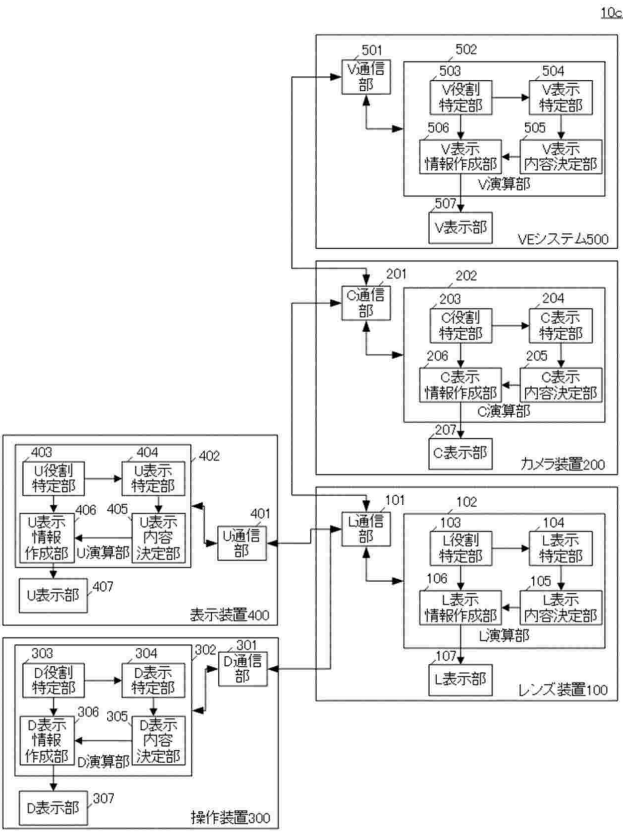 10c
501
V通信
部
502
503
V役割
特定部
504
V表示
特定部
506
V表示
情報作成部
505
V表示
内容決定部
V演算部
507
V表示部
VEシステム500
201
C通信
部
202
203
C役割
特定部
204
C表示
特定部
206
C表示
情報作成部
205
C表示
内容決定部
C演算部
207
C表示部
カメラ装置200
403
U役割
特定部
404
U表示
特定部
402
406
U表示
情報
作成部
405
U表示
内容
決定部
U演算部
401
U通信
部
407
U表示部
表示装置400
101
L通信
部
102
103
L役割
特定部
104
L表示
特定部
106
L表示
情報作成部
105
L表示
内容決定部
L演算部
107
L表示部
レンズ装置100
303
D役割
特定部
304
D表示
特定部
302
301
D通信
部
306
D表示
情報
作成部
305
D表示
内容
決定部
D演算部
307
D表示部
操作装置300